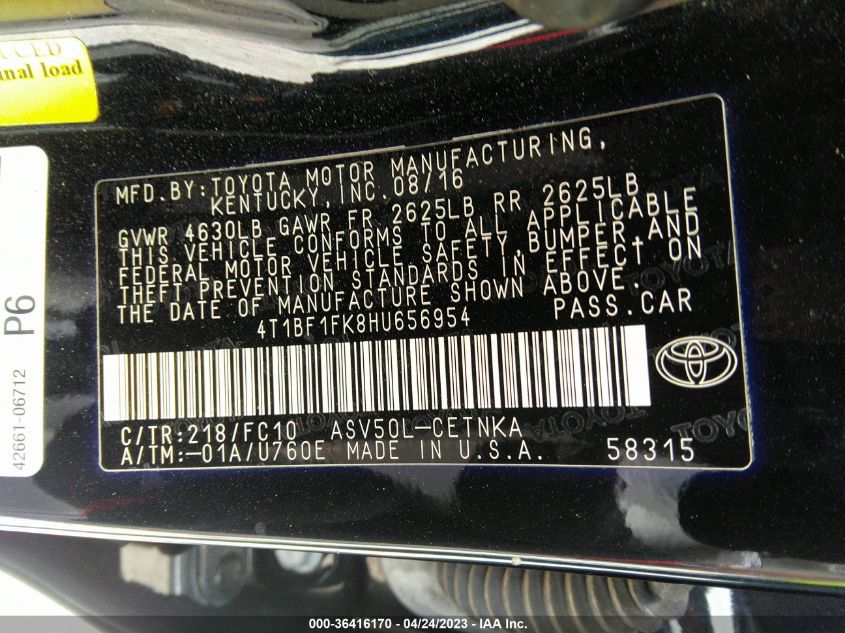 UCED
nal load
MFD.BY:TOYOTA MOTOR MANUFACTURING,
KENTUCKY, INC.08/16
GVWR 4630LB GAWR FR 2625LB RR 2625LB
THIS VEHICLE CONFORMS TO ALL APPLICABLE
FEDERAL MOTOR VEHICLE SAFETY,BUMPER,AND
THEFT PREVENTION STANDARDS IN EFFECT ON
THE DATE OF MANUFACTURE SHOWN ABOVE.
4T1BF1FK8HU656954 PASS.CAR
C/TR:218/FC10 ASV50L-CETNKA
A/TM:-01A/U760E MADE IN U.S.A. 58315
P6
42661-06712
000-36416170 - 04/24/2023 - IAA Inc.